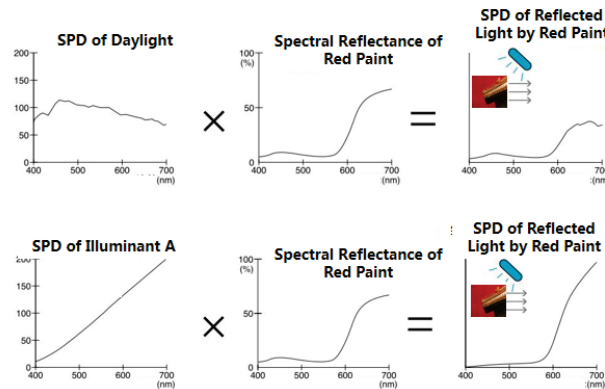 SPD of Daylight
Spectral Reflectance of
Red Paint
SPD of Reflected
Light by Red Paint
200
150
100
50
0
400 500 600 700
(nm)
×
100
(%)
50
0
400 500 600 700
(nm)
=
400 500 600 700
:(nm)
SPD of Illuminant A
Spectral Reflectance of
Red Paint
SPD of Reflected
Light by Red Paint
200
150
100
50
0
400 500 600 700
(nm)
×
100
(%)
50
0
400 500 600 700
(nm)
=
400 500 600 700
:(nm)